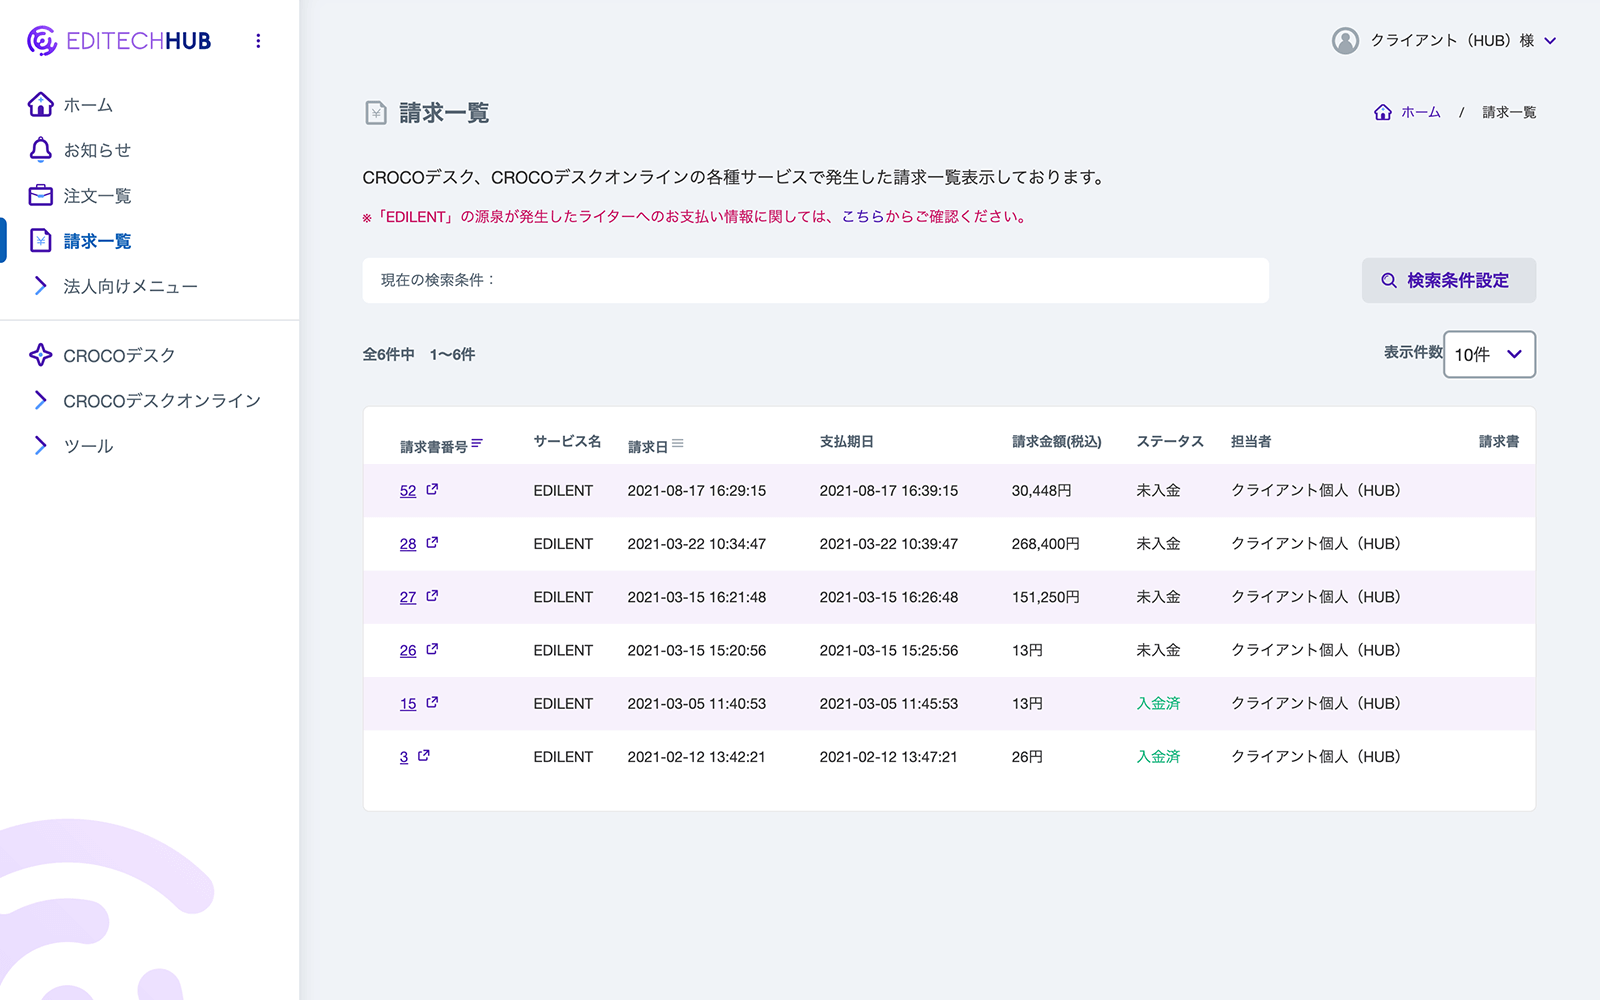 EDITECHHUB
クライアント（HUB）様
ホーム
お知らせ
注文一覧
請求一覧
法人向けメニュー
CROCOデスク
CROCOデスクオンライン
ツール
請求一覧
ホーム / 請求一覧
CROCOデスク、CROCOデスクオンラインの各種サービスで発生した請求一覧表示しております。
※「EDILENT」の源泉が発生したライターへのお支払い情報に関しては、こちらからご確認ください。
現在の検索条件：
検索条件設定
全6件中 1〜6件
表示件数 10件
請求書番号 サービス名 請求日 支払期日 請求金額(税込) ステータス 担当者 請求書
52 EDILENT 2021-08-17 16:29:15 2021-08-17 16:39:15 30,448円 未入金 クライアント個人（HUB）
28 EDILENT 2021-03-22 10:34:47 2021-03-22 10:39:47 268,400円 未入金 クライアント個人（HUB）
27 EDILENT 2021-03-15 16:21:48 2021-03-15 16:26:48 151,250円 未入金 クライアント個人（HUB）
26 EDILENT 2021-03-15 15:20:56 2021-03-15 15:25:56 13円 未入金 クライアント個人（HUB）
15 EDILENT 2021-03-05 11:40:53 2021-03-05 11:45:53 13円 入金済 クライアント個人（HUB）
3 EDILENT 2021-02-12 13:42:21 2021-02-12 13:47:21 26円 入金済 クライアント個人（HUB）